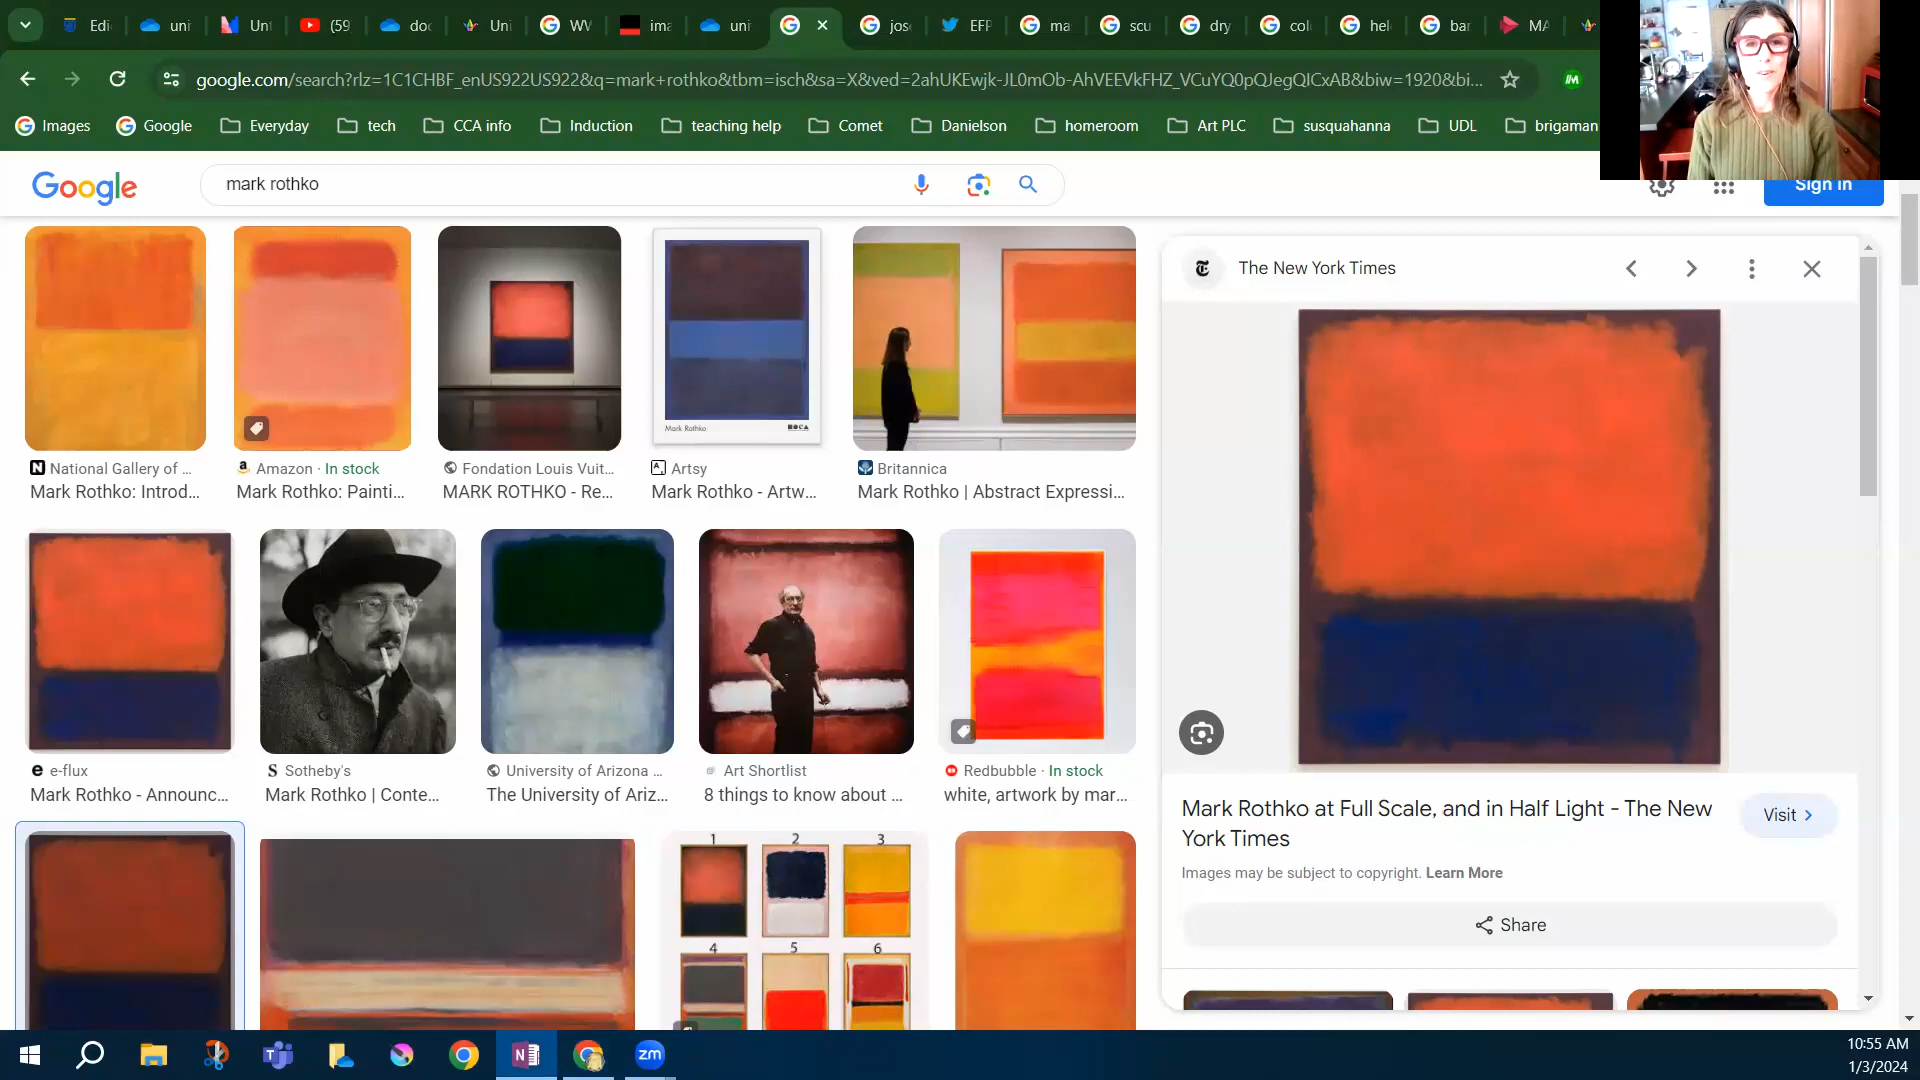 Edi
uni
Unt
(59
doc
Uni
WV
ima
uni
jos
EFP
ma
scu
dry
col
hel
bar
MA
google.com/search?rlz=1C1CHBF_enUS922US922&q=mark+rothko&tbm=isch&sa=X&ved=2ahUKEwjk-JL0mOb-AhVEEVkFHZ_VCuYQ0pQJegQICxAB&biw=1920&bi...
Images
Google
Everyday
tech
CCA info
Induction
teaching help
Comet
Danielson
homeroom
Art PLC
susquahanna
UDL
brigaman
Google
mark rothko
Sign in
National Gallery of ...
Mark Rothko: Introd...
Amazon · In stock
Mark Rothko: Painti...
Fondation Louis Vuit...
MARK ROTHKO - Re...
Mark Rothko
MOCA
Artsy
Mark Rothko - Artw...
Britannica
Mark Rothko | Abstract Expressi...
e-flux
Mark Rothko - Announc...
Sotheby's
Mark Rothko | Conte...
University of Arizona ...
The University of Ariz...
Art Shortlist
8 things to know about ...
Redbubble · In stock
white, artwork by mar...
1
2
3
4
5
6
The New York Times
Mark Rothko at Full Scale, and in Half Light - The New
York Times
Visit
Images may be subject to copyright. Learn More
Share
zm
10:55 AM
1/3/2024